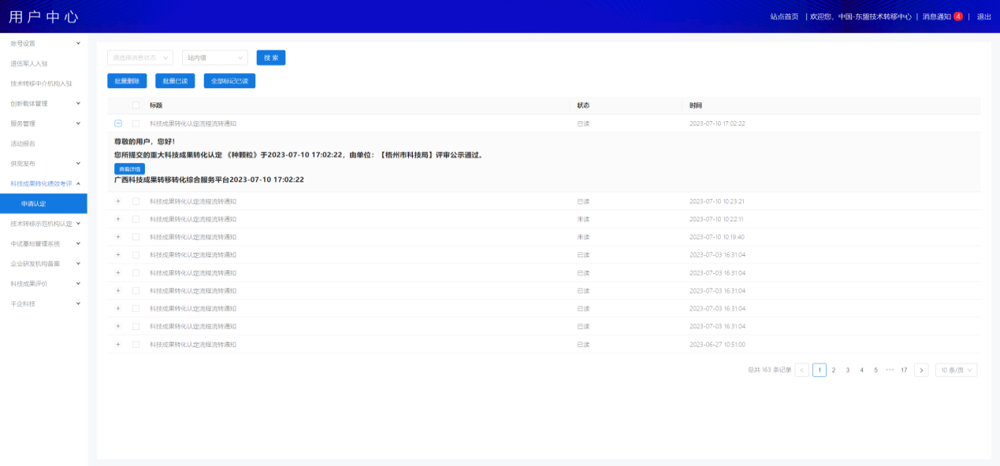 用户中心
站点首页 | 欢迎您, 中国-东盟技术转移中心 | 消息通知 4 | 退出
账号设置
退伍军人入驻
技术转移中介机构入驻
创新载体管理
服务管理
活动报名
供需发布
科技成果转化绩效考评
申请认定
技术转移示范机构认定
中试基地管理系统
企业研发机构备案
科技成果评价
千企科技
请选择消息状态 站内信 搜索
批量删除 批量已读 全部标记已读
标题 状态 时间
科技成果转化认定流程流转通知 已读 2023-07-10 17:02:22
尊敬的用户，您好！
您所提交的重大科技成果转化认定 《种颗粒》于2023-07-10 17:02:22，由单位：【梧州市科技局】评审公示通过。
查看详情
广西科技成果转移转化综合服务平台2023-07-10 17:02:22
+ 科技成果转化认定流程流转通知 已读 2023-07-10 10:23:21
+ 科技成果转化认定流程流转通知 未读 2023-07-10 10:22:11
+ 科技成果转化认定流程流转通知 未读 2023-07-10 10:19:40
+ 科技成果转化认定流程流转通知 已读 2023-07-03 16:31:04
+ 科技成果转化认定流程流转通知 已读 2023-07-03 16:31:04
+ 科技成果转化认定流程流转通知 已读 2023-07-03 16:31:04
+ 科技成果转化认定流程流转通知 已读 2023-07-03 16:31:04
+ 科技成果转化认定流程流转通知 已读 2023-07-03 16:31:04
+ 科技成果转化认定流程流转通知 已读 2023-06-27 10:51:00
总共 163 条记录 < 1 2 3 4 5 ··· 17 > 10 条/页